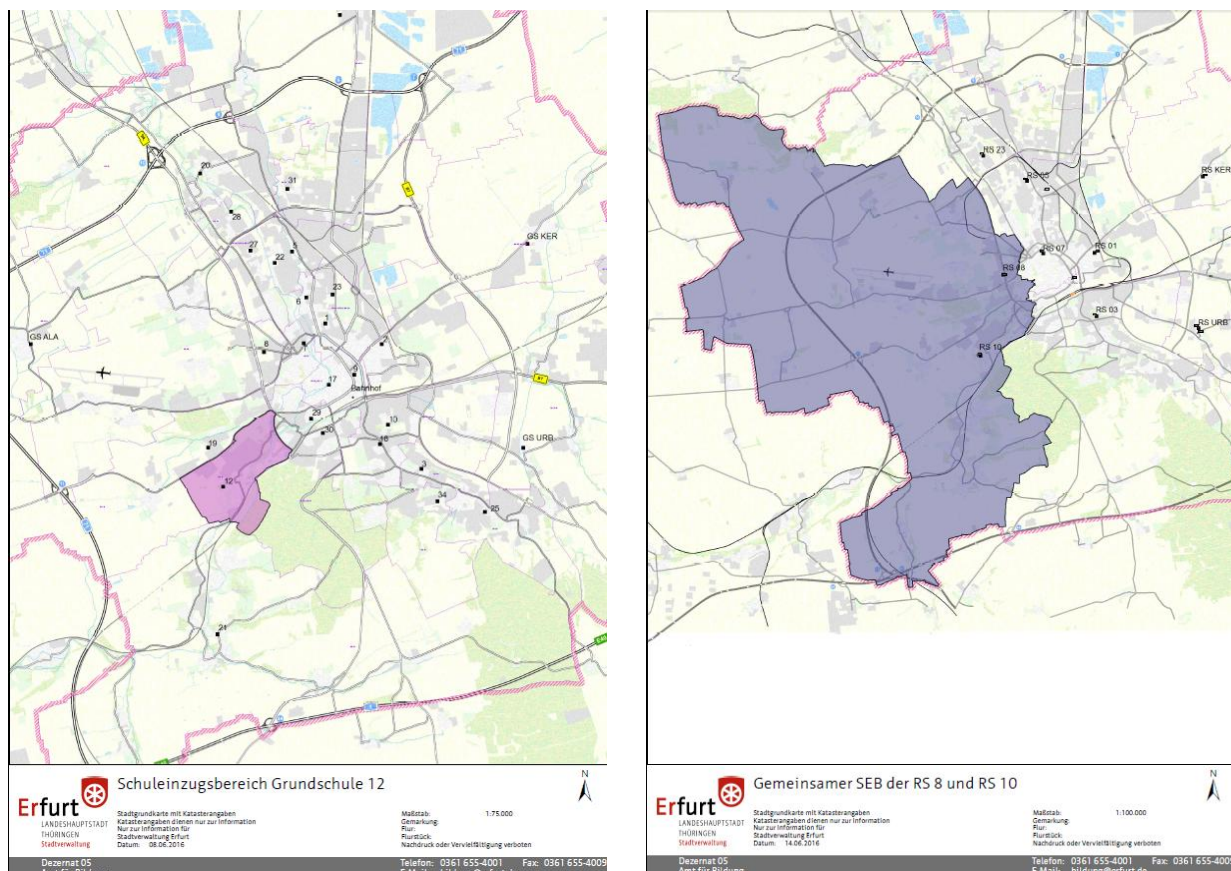 20
31
28
27
5
22
GS KER
23
6
1
GS ALA
8
9
17
Bahnhof
29
30
10
16
19
GS URB
12
3
34
25
21
Schuleinzugsbereich Grundschule 12
Erfurt
LANDESHAUPTSTADT
THÜRINGEN
Stadtverwaltung
Stadtgrundkarte mit Katasterangaben
Katasterangaben dienen nur zur Information
Nur zur Information für
Stadtverwaltung Erfurt
Datum: 08.06.2016
Maßstab: 1:75.000
Gemarkung:
Flur:
Flurstück:
Nachdruck oder Vervielfältigung verboten
N
Dezernat 05
Telefon: 0361 655-4001 Fax: 0361 655-4009
RS 23
RS 05
RS KER
RS 07
RS 01
RS 08
RS 03
RS URB
RS 10
Gemeinsamer SEB der RS 8 und RS 10
Erfurt
LANDESHAUPTSTADT
THÜRINGEN
Stadtverwaltung
Stadtgrundkarte mit Katasterangaben
Katasterangaben dienen nur zur Information
Nur zur Information für
Stadtverwaltung Erfurt
Datum: 14.06.2016
Maßstab: 1:100.000
Gemarkung:
Flur:
Flurstück:
Nachdruck oder Vervielfältigung verboten
N
Dezernat 05
Amt für Bildung
Telefon: 0361 655-4001 Fax: 0361 655-4009